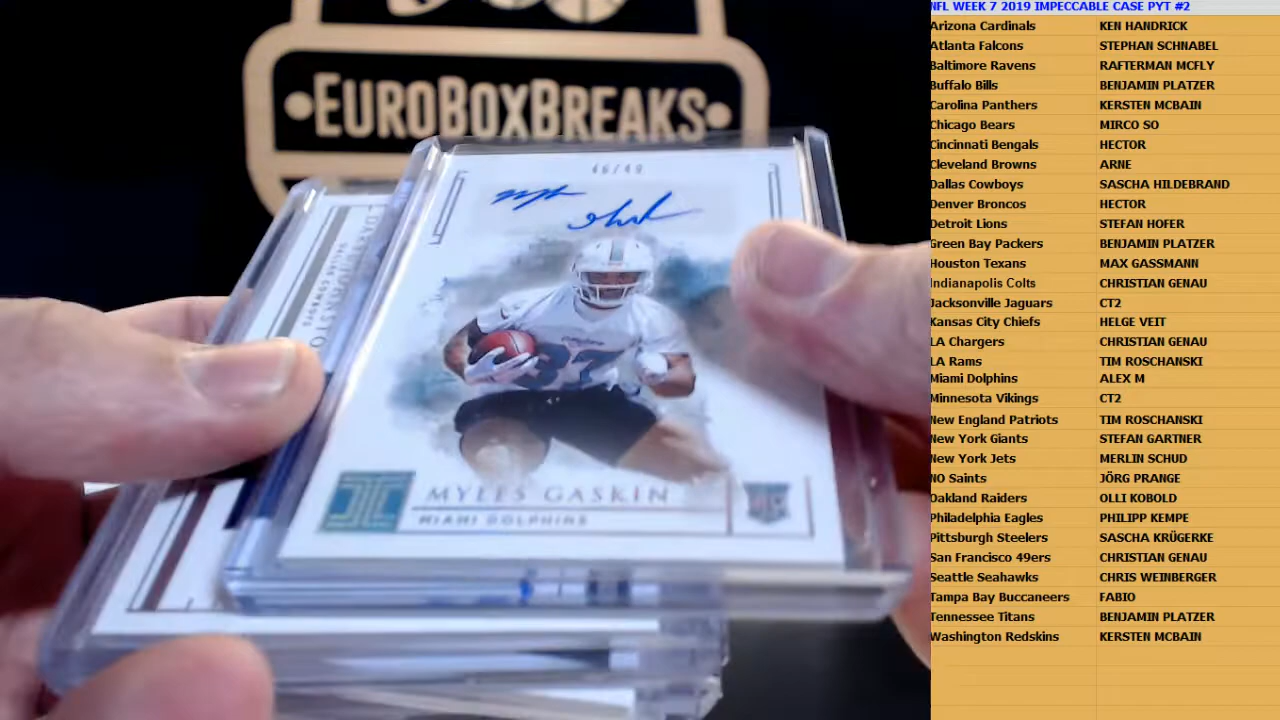 EUROBOXBREAKS
46/49
37
MYLES GASKIN
MIAMI DOLPHINS
DALLAS COWBOYS
NFL WEEK 7 2019 IMPECCABLE CASE PYT #2
Arizona Cardinals KEN HANDRICK
Atlanta Falcons STEPHAN SCHNABEL
Baltimore Ravens RAFTERMAN MCFLY
Buffalo Bills BENJAMIN PLATZER
Carolina Panthers KERSTEN MCBAIN
Chicago Bears MIRCO SO
Cincinnati Bengals HECTOR
Cleveland Browns ARNE
Dallas Cowboys SASCHA HILDEBRAND
Denver Broncos HECTOR
Detroit Lions STEFAN HOFER
Green Bay Packers BENJAMIN PLATZER
Houston Texans MAX GASSMANN
Indianapolis Colts CHRISTIAN GENAU
Jacksonville Jaguars CT2
Kansas City Chiefs HELGE VEIT
LA Chargers CHRISTIAN GENAU
LA Rams TIM ROSCHANSKI
Miami Dolphins ALEX M
Minnesota Vikings CT2
New England Patriots TIM ROSCHANSKI
New York Giants STEFAN GARTNER
New York Jets MERLIN SCHUD
NO Saints JÖRG PRANGE
Oakland Raiders OLLI KOBOLD
Philadelphia Eagles PHILIPP KEMPE
Pittsburgh Steelers SASCHA KRÜGERKE
San Francisco 49ers CHRISTIAN GENAU
Seattle Seahawks CHRIS WEINBERGER
Tampa Bay Buccaneers FABIO
Tennessee Titans BENJAMIN PLATZER
Washington Redskins KERSTEN MCBAIN